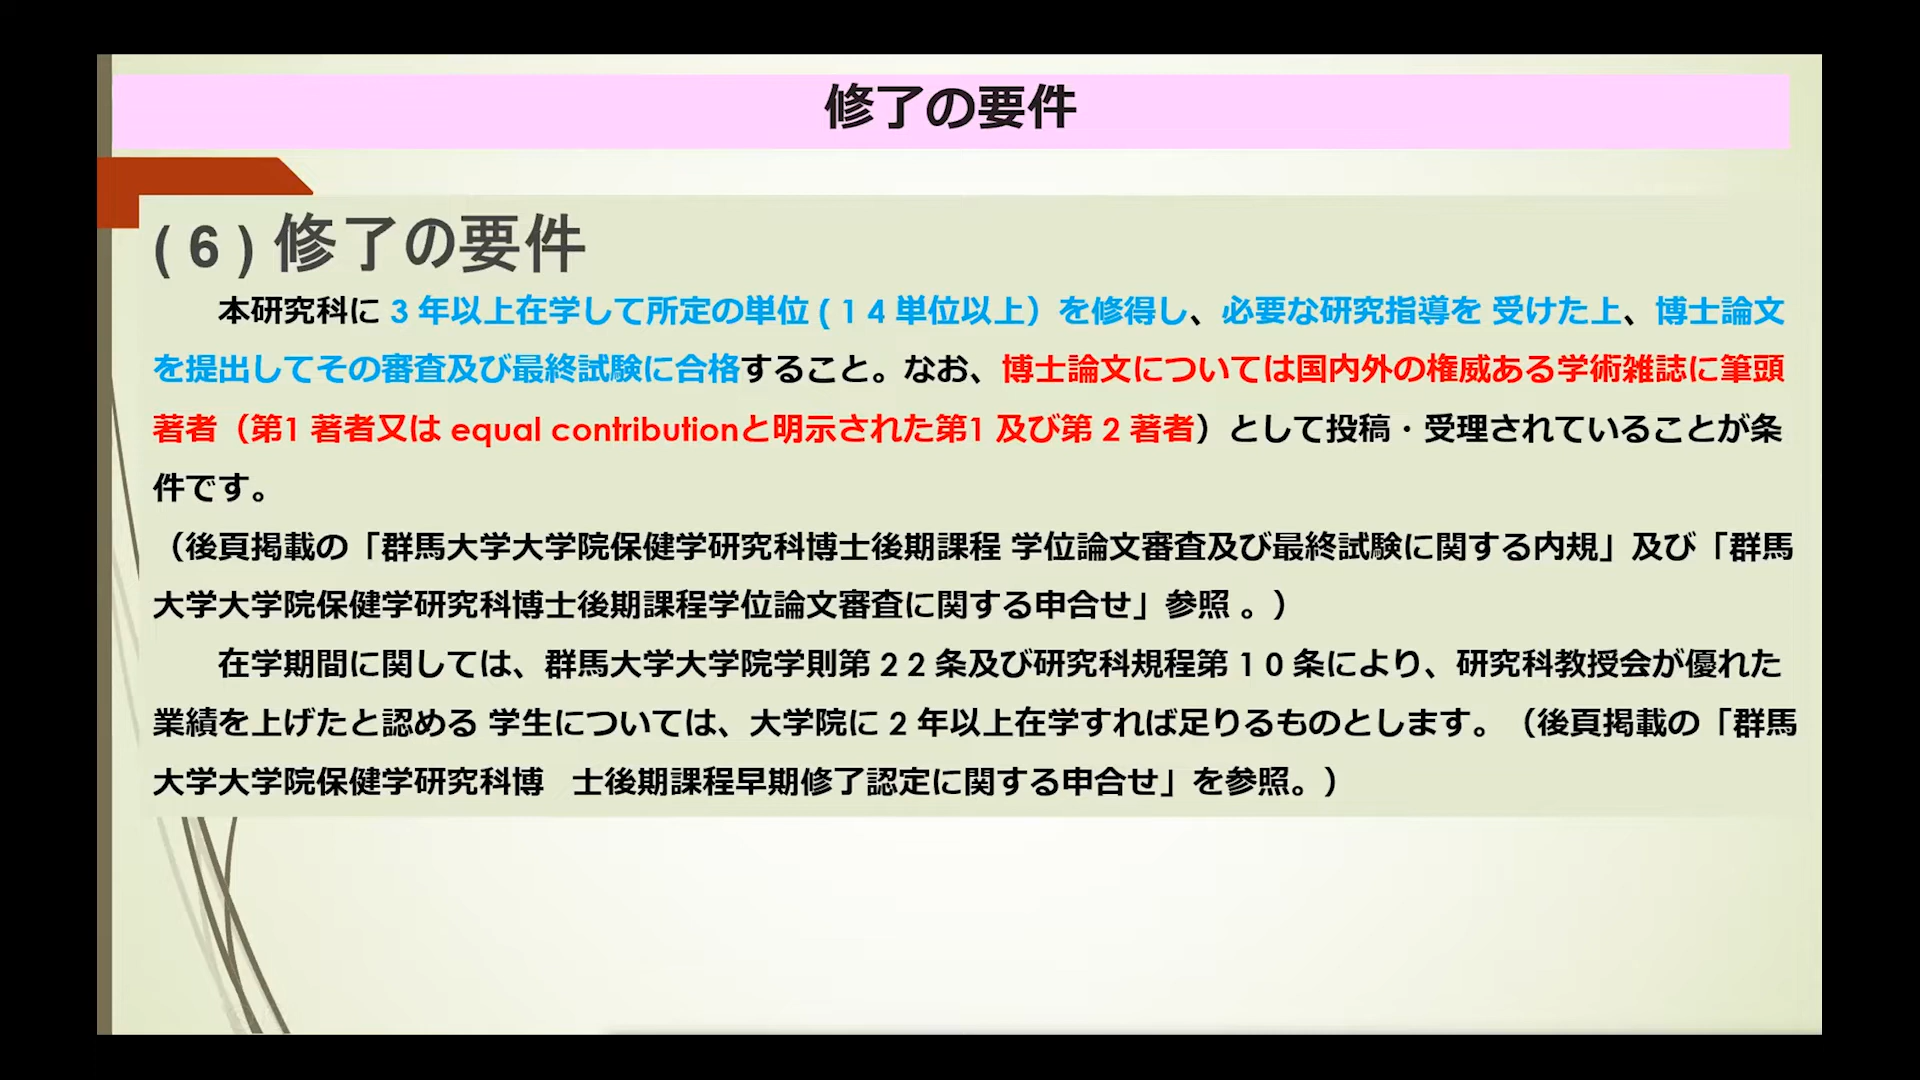 修了の要件
(6)修了の要件
本研究科に 3 年以上在学して所定の単位(14単位以上）を修得し、必要な研究指導を 受けた上、博士論文
を提出してその審査及び最終試験に合格すること。なお、博士論文については国内外の権威ある学術雑誌に筆頭
著者（第1 著者又は equal contributionと明示された第1 及び第 2 著者）として投稿・受理されていることが条
件です。
（後頁掲載の「群馬大学大学院保健学研究科博士後期課程 学位論文審査及び最終試験に関する内規」及び「群馬
大学大学院保健学研究科博士後期課程学位論文審査に関する申合せ」参照 。）
在学期間に関しては、群馬大学大学院学則第 22 条及び研究科規程第 10 条により、研究科教授会が優れた
業績を上げたと認める 学生については、大学院に 2 年以上在学すれば足りるものとします。（後頁掲載の「群馬
大学大学院保健学研究科博 士後期課程早期修了認定に関する申合せ」を参照。）